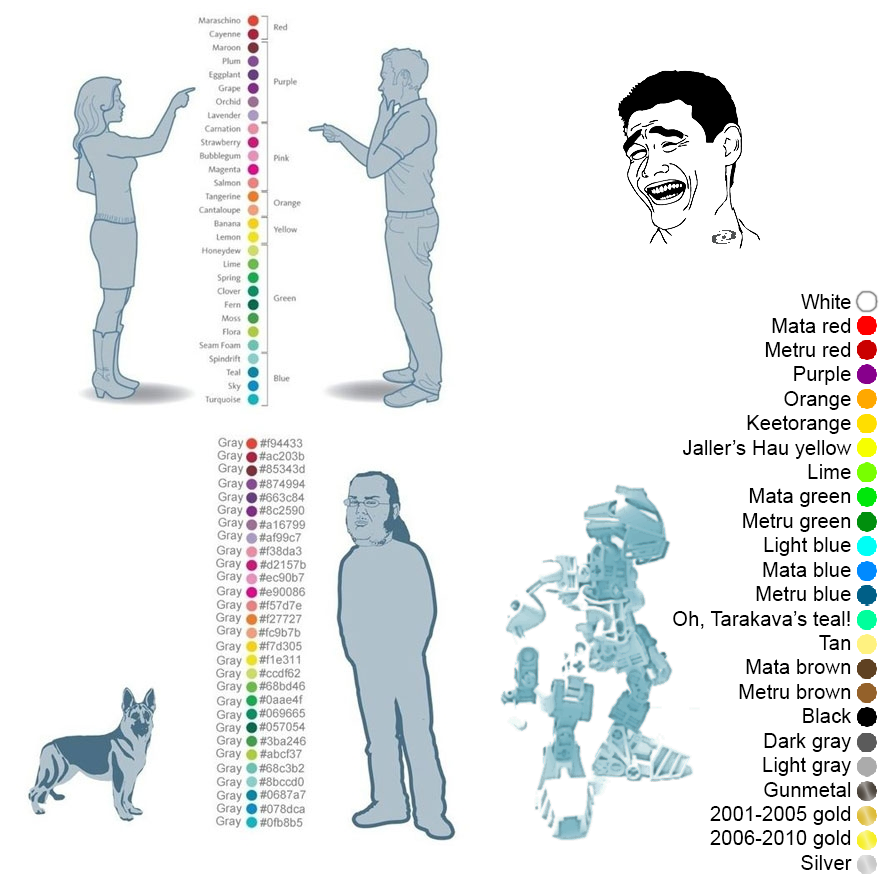 Maraschino
Cayenne
Red
Maroon
Plum
Eggplant
Purple
Grape
Orchid
Lavender
Carnation
Strawberry
Bubblegum
Pink
Magenta
Salmon
Tangerine
Orange
Cantaloupe
Banana
Yellow
Lemon
Honeydew
Lime
Spring
Clover
Green
Fern
Moss
Flora
Seam Foam
Spindrift
Teal
Blue
Sky
Turquoise
White
Mata red
Metru red
Purple
Orange
Keetorange
Jaller's Hau yellow
Lime
Mata green
Metru green
Light blue
Mata blue
Metru blue
Oh, Tarakava's teal!
Tan
Mata brown
Metru brown
Black
Dark gray
Light gray
Gunmetal
2001-2005 gold
2006-2010 gold
Silver
Gray #f94433
Gray #ac203b
Gray #85343d
Gray #874994
Gray #663c84
Gray #8c2590
Gray #a16799
Gray #af99c7
Gray #f38da3
Gray #d2157b
Gray #ec90b7
Gray #e90086
Gray #f57d7e
Gray #f27727
Gray #fc9b7b
Gray #f7d305
Gray #f1e311
Gray #ccdf62
Gray #68bd46
Gray #0aae4f
Gray #069665
Gray #057054
Gray #3ba246
Gray #abcf37
Gray #68c3b2
Gray #8bccd0
Gray #0687a7
Gray #078dca
Gray #0fb8b5